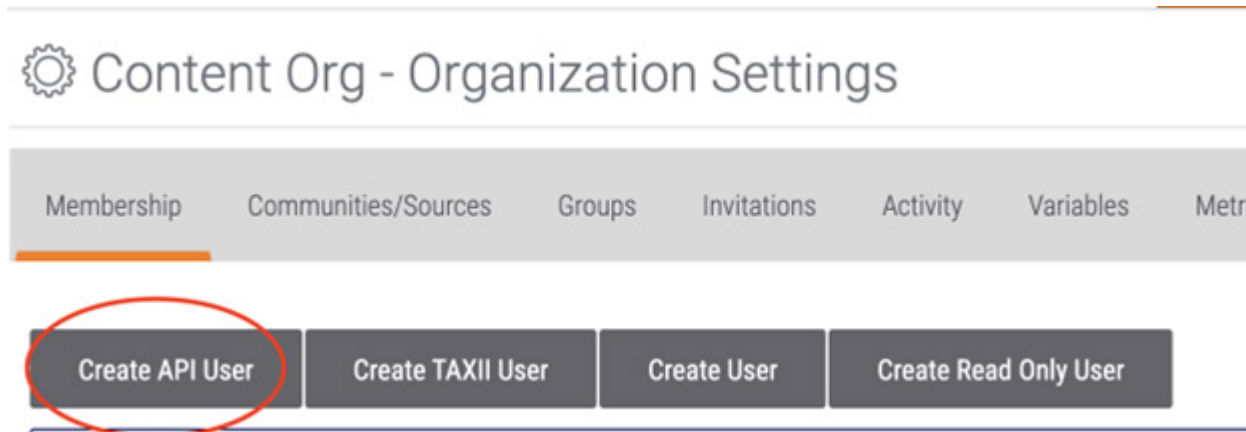 Content Org - Organization Settings
Membership Communities/Sources Groups Invitations Activity Variables Metr
Create API User Create TAXII User Create User Create Read Only User